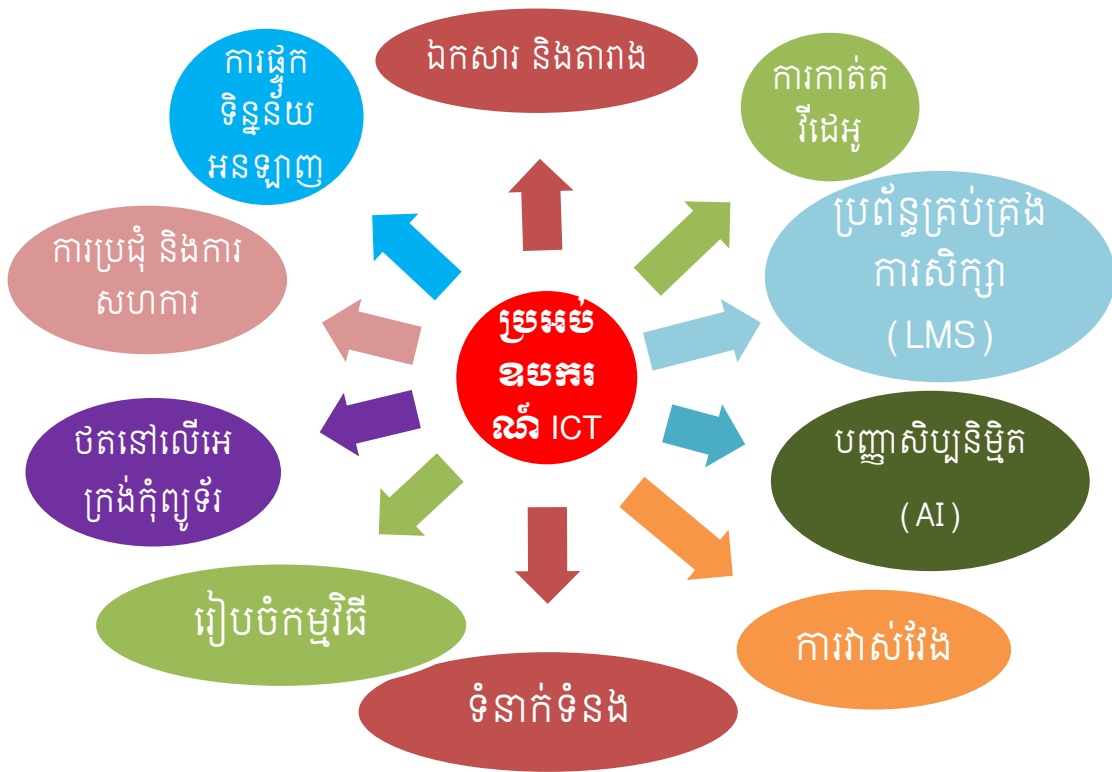 ឯកសារ និងតារាង
ការផ្ទុក
ទិន្នន័យ
អនឡាញ
ការកាត់ត
វីដេអូ
ប្រព័ន្ធគ្រប់គ្រង
ការសិក្សា
(LMS)
ការប្រជុំ និងការ
សហការ
ប្រអប់
ឧបករ
ណ៍ ICT
ថតនៅលើអេ
ក្រង់កុំព្យូទ័រ
បញ្ញាសិប្បនិម្មិត
(AI)
រៀបចំកម្មវិធី
ការវាស់វែង
ទំនាក់ទំនង